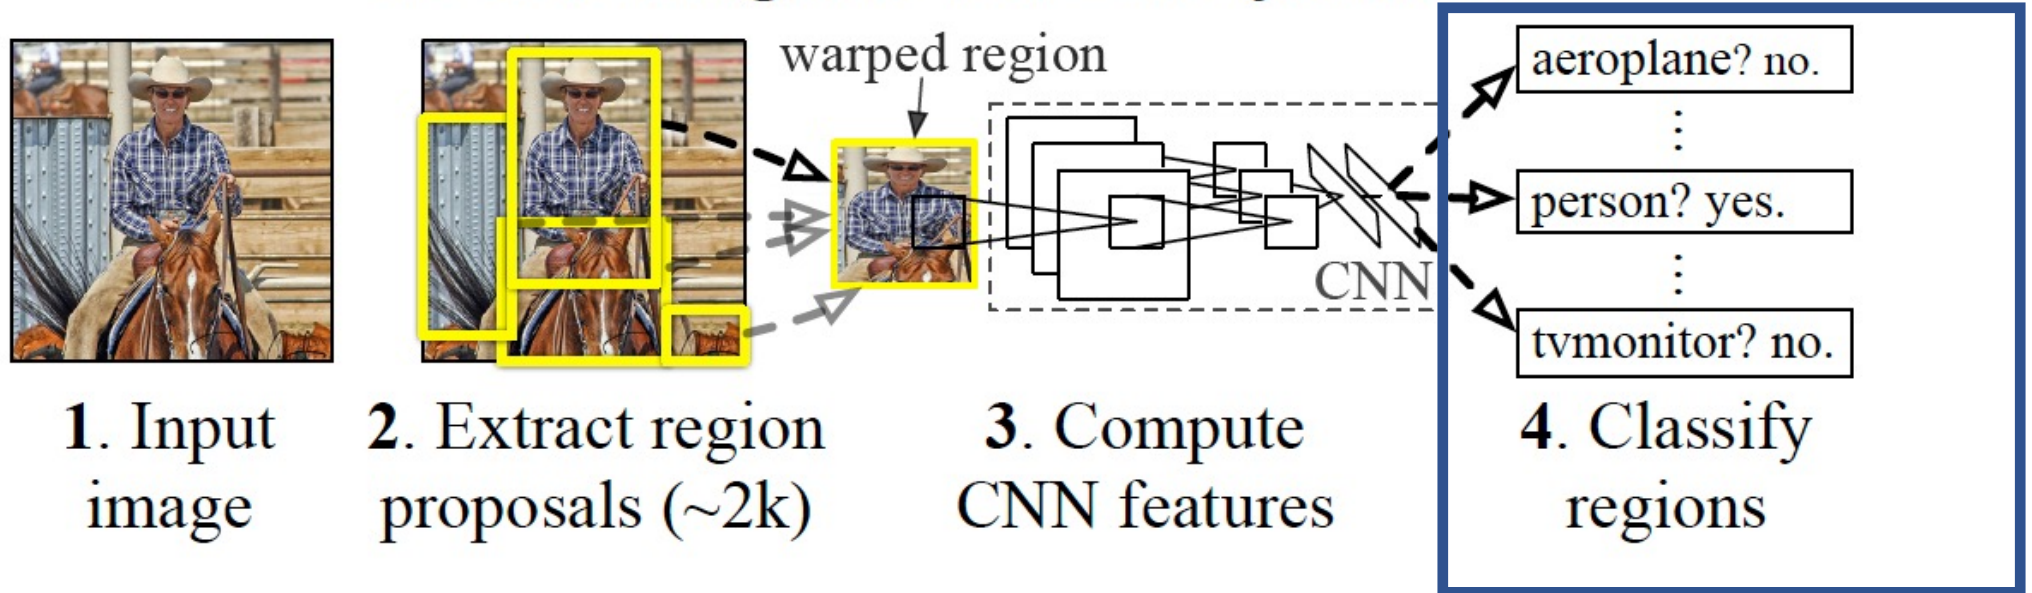 warped region
aeroplane? no.
person? yes.
CNN
tvmonitor? no.
1. Input
image
2. Extract region
proposals (~2k)
3. Compute
CNN features
4. Classify
regions